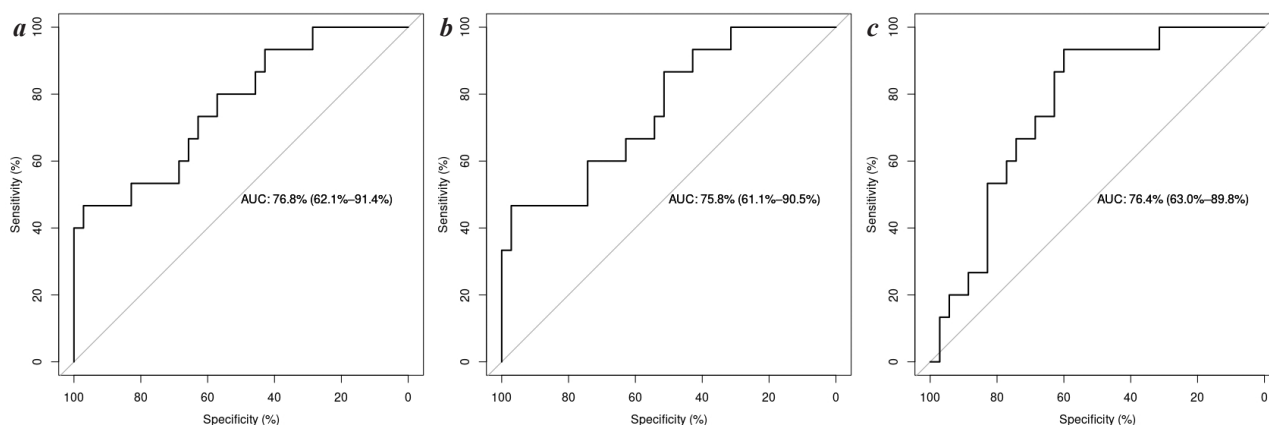 a
100
80
60
40
20
0
Sensitivity (%)
AUC: 76.8% (62.1%–91.4%)
100 80 60 40 20 0
Specificity (%)
b
100
80
60
40
20
0
Sensitivity (%)
AUC: 75.8% (61.1%–90.5%)
100 80 60 40 20 0
Specificity (%)
c
100
80
60
40
20
0
Sensitivity (%)
AUC: 76.4% (63.0%–89.8%)
100 80 60 40 20 0
Specificity (%)